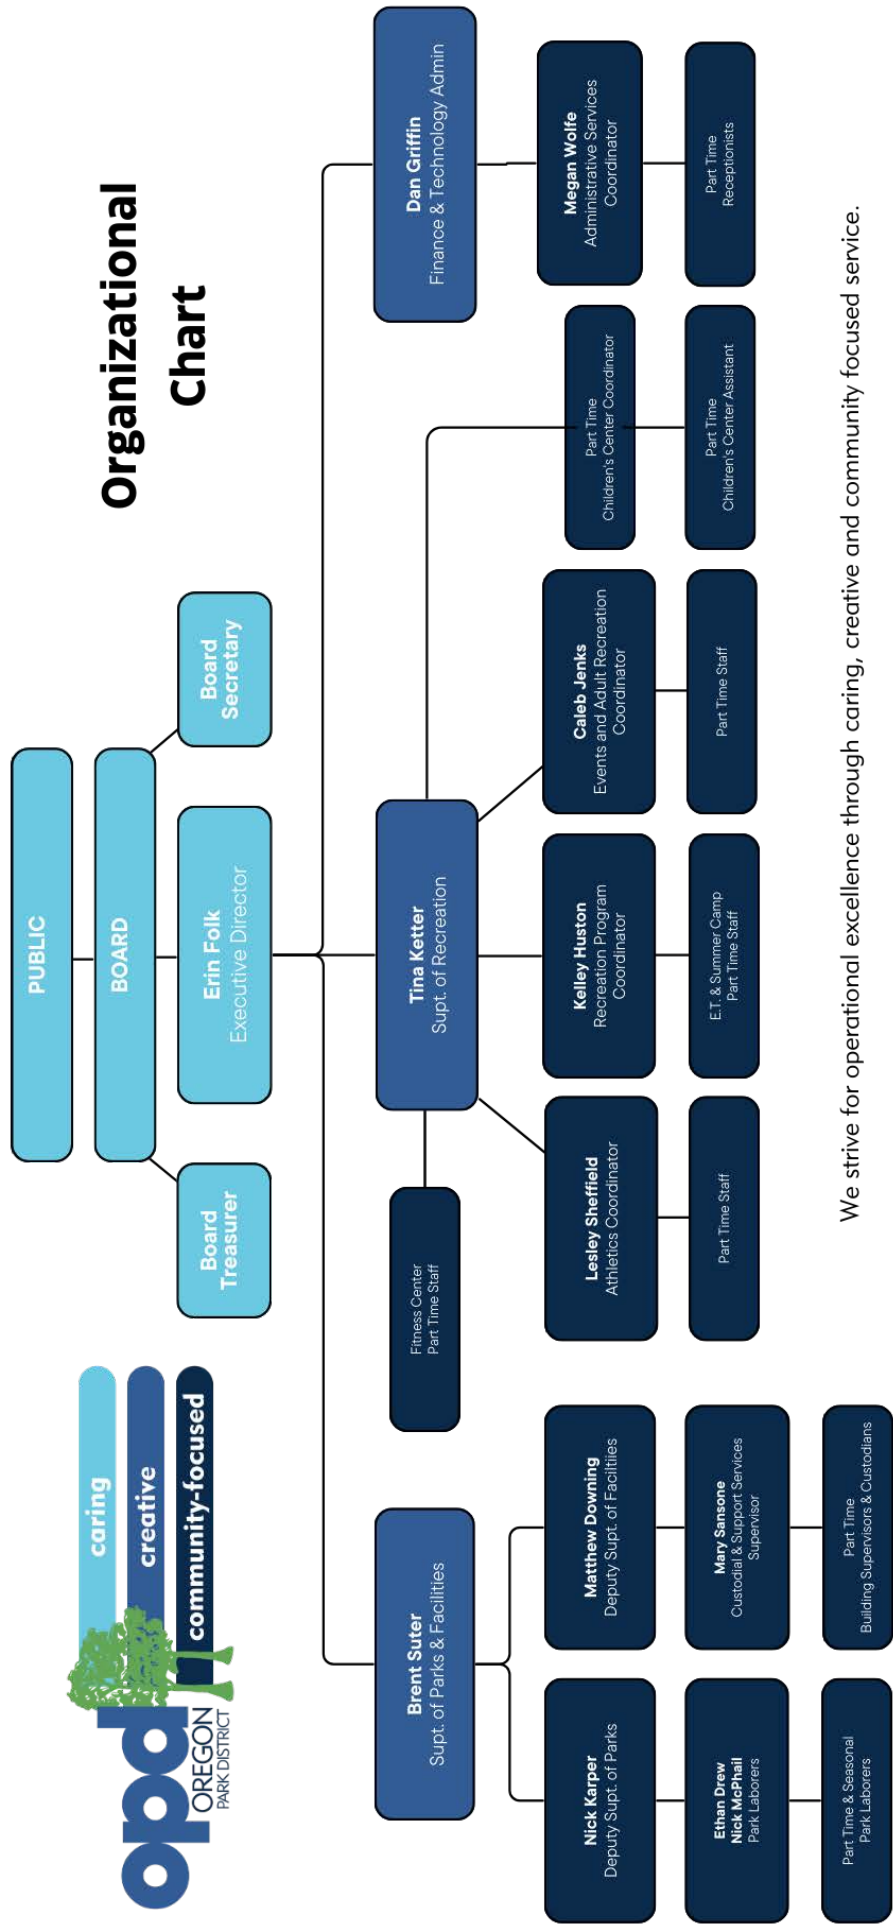 opd
OREGON
PARK DISTRICT
caring
creative
community-focused
Organizational
Chart
PUBLIC
BOARD
Board
Treasurer
Erin Folk
Executive Director
Board
Secretary
Brent Suter
Supt. of Parks & Facilities
Fitness Center
Part Time Staff
Tina Ketter
Supt. of Recreation
Dan Griffin
Finance & Technology Admin
Nick Karper
Deputy Supt. of Parks
Matthew Downing
Deputy Supt. of Faciltiies
Lesley Sheffield
Athletics Coordinator
Kelley Huston
Recreation Program
Coordinator
Caleb Jenks
Events and Adult Recreation
Coordinator
Part Time
Children's Center Coordinator
Megan Wolfe
Administrative Services
Coordinator
Ethan Drew
Nick McPhail
Park Laborers
Mary Sansone
Custodial & Support Services
Supervisor
Part Time Staff
E.T. & Summer Camp
Part Time Staff
Part Time Staff
Part Time
Children's Center Assistant
Part Time
Receptionists
Part Time & Seasonal
Park Laborers
Part Time
Building Supervisors & Custodians
We strive for operational excellence through caring, creative and community focused service.